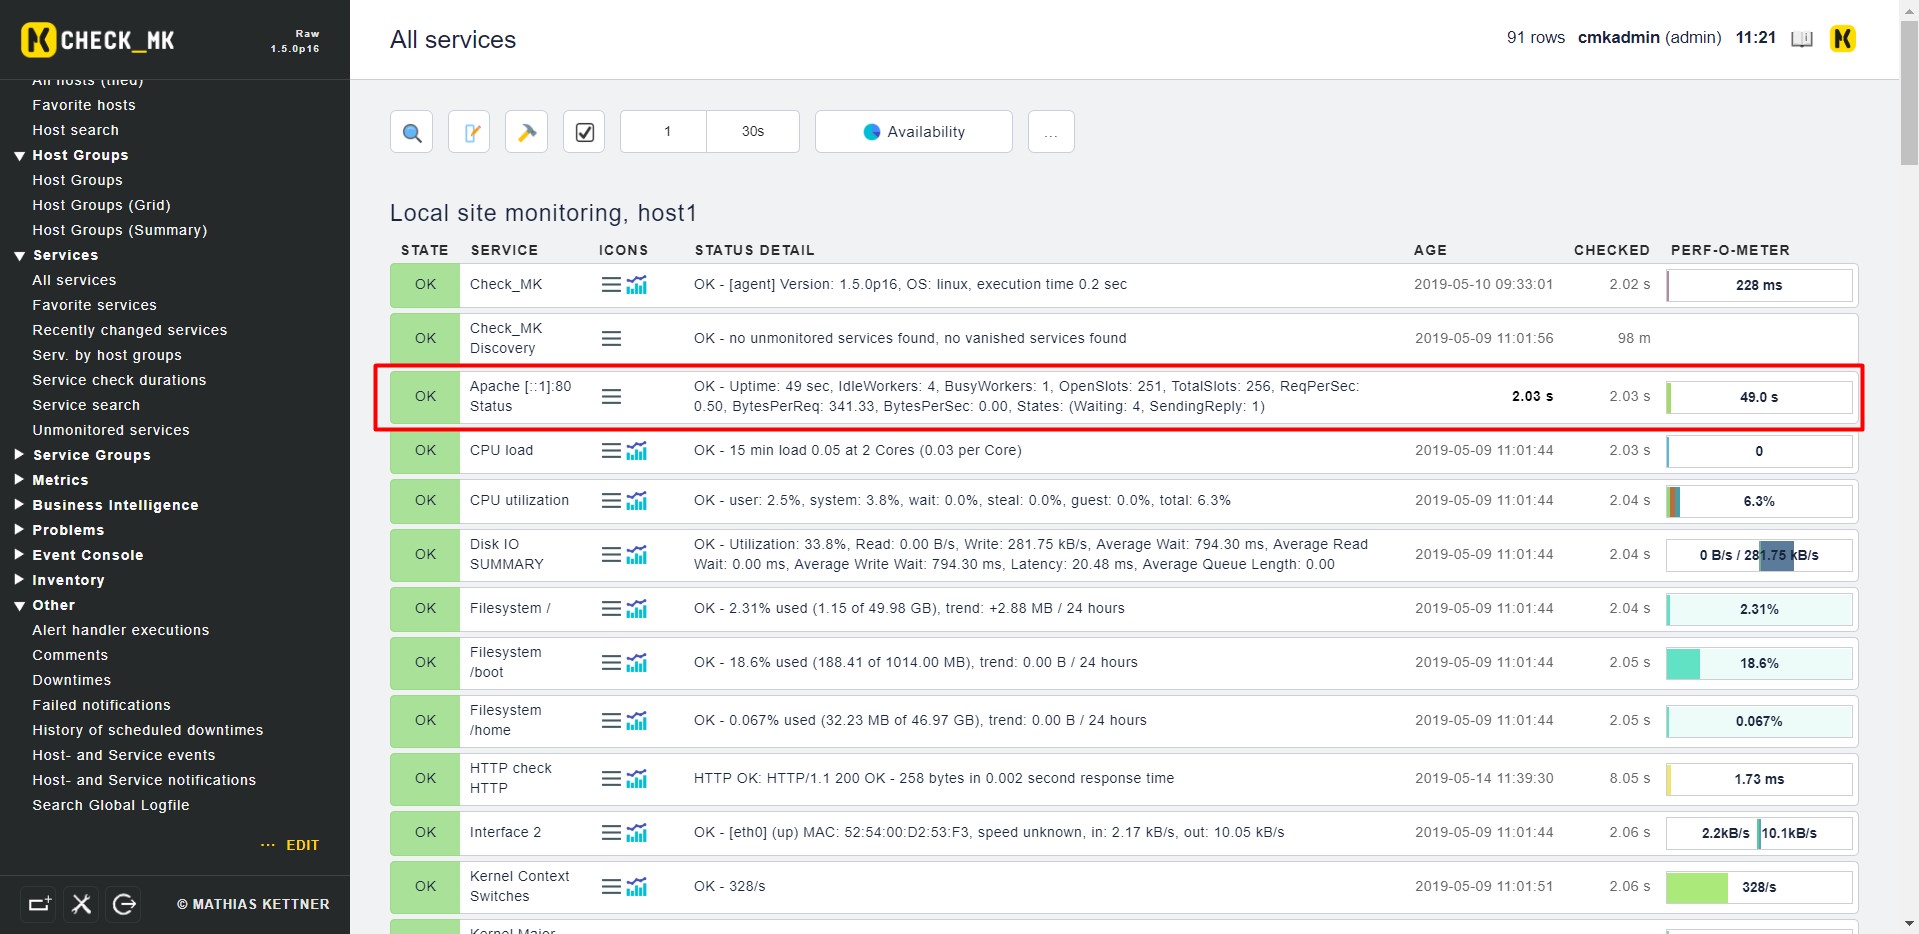 CHECK_MK
Raw
1.5.0p16
All hosts (tiled)
Favorite hosts
Host search
Host Groups
Host Groups
Host Groups (Grid)
Host Groups (Summary)
Services
All services
Favorite services
Recently changed services
Serv. by host groups
Service check durations
Service search
Unmonitored services
Service Groups
Metrics
Business Intelligence
Problems
Event Console
Inventory
Other
Alert handler executions
Comments
Downtimes
Failed notifications
History of scheduled downtimes
Host- and Service events
Host- and Service notifications
Search Global Logfile
··· EDIT
© MATHIAS KETTNER
All services
91 rows cmkadmin (admin) 11:21
1 30s Availability ...
Local site monitoring, host1
STATE SERVICE ICONS STATUS DETAIL AGE CHECKED PERF-O-METER
OK Check_MK OK - [agent] Version: 1.5.0p16, OS: linux, execution time 0.2 sec 2019-05-10 09:33:01 2.02 s 228 ms
OK Check_MK Discovery OK - no unmonitored services found, no vanished services found 2019-05-09 11:01:56 98 m
OK Apache [::1]:80 Status OK - Uptime: 49 sec, IdleWorkers: 4, BusyWorkers: 1, OpenSlots: 251, TotalSlots: 256, ReqPerSec:
0.50, BytesPerReq: 341.33, BytesPerSec: 0.00, States: (Waiting: 4, SendingReply: 1) 2.03 s 2.03 s 49.0 s
OK CPU load OK - 15 min load 0.05 at 2 Cores (0.03 per Core) 2019-05-09 11:01:44 2.03 s 0
OK CPU utilization OK - user: 2.5%, system: 3.8%, wait: 0.0%, steal: 0.0%, guest: 0.0%, total: 6.3% 2019-05-09 11:01:44 2.04 s 6.3%
OK Disk IO SUMMARY OK - Utilization: 33.8%, Read: 0.00 B/s, Write: 281.75 kB/s, Average Wait: 794.30 ms, Average Read
Wait: 0.00 ms, Average Write Wait: 794.30 ms, Latency: 20.48 ms, Average Queue Length: 0.00 2019-05-09 11:01:44 2.04 s 0 B/s / 281.75 kB/s
OK Filesystem / OK - 2.31% used (1.15 of 49.98 GB), trend: +2.88 MB / 24 hours 2019-05-09 11:01:44 2.04 s 2.31%
OK Filesystem /boot OK - 18.6% used (188.41 of 1014.00 MB), trend: 0.00 B / 24 hours 2019-05-09 11:01:44 2.05 s 18.6%
OK Filesystem /home OK - 0.067% used (32.23 MB of 46.97 GB), trend: 0.00 B / 24 hours 2019-05-09 11:01:44 2.05 s 0.067%
OK HTTP check HTTP HTTP OK: HTTP/1.1 200 OK - 258 bytes in 0.002 second response time 2019-05-14 11:39:30 8.05 s 1.73 ms
OK Interface 2 OK - [eth0] (up) MAC: 52:54:00:D2:53:F3, speed unknown, in: 2.17 kB/s, out: 10.05 kB/s 2019-05-09 11:01:44 2.06 s 2.2kB/s 10.1kB/s
OK Kernel Context Switches OK - 328/s 2019-05-09 11:01:51 2.06 s 328/s
Kernel Major